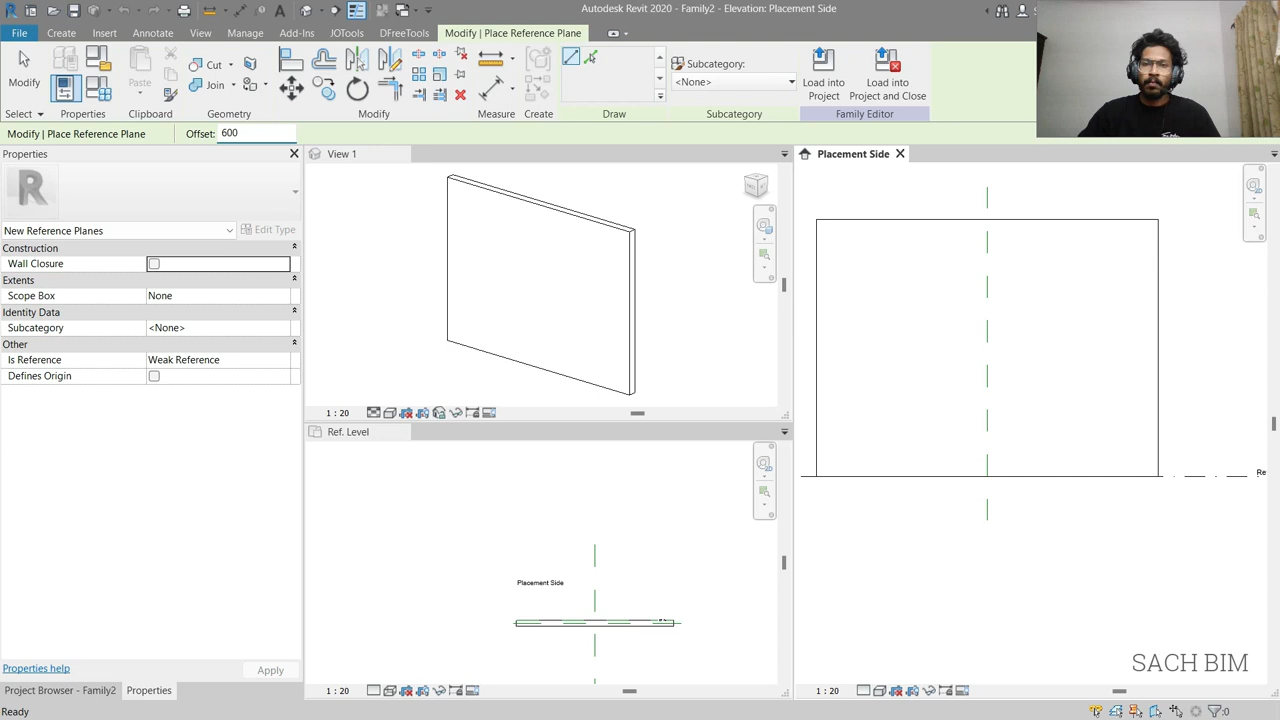 Autodesk Revit 2020 - Family2 - Elevation: Placement Side
File Create Insert Annotate View Manage Add-Ins JOTools DFreeTools Modify | Place Reference Plane
Modify Paste Cut Join Subcategory: <None> Load into Project Load into Project and Close
Select Properties Clipboard Geometry Modify Measure Create Draw Subcategory Family Editor
Modify | Place Reference Plane Offset: 600
Properties
View 1
Placement Side
New Reference Planes Edit Type
Construction
Wall Closure
Extents
Scope Box None
Identity Data
Subcategory <None>
Other
Is Reference Weak Reference
Defines Origin
1 : 20
Ref. Level
Re
Placement Side
SACH BIM
Properties help Apply
Project Browser - Family2 Properties
1 : 20
1 : 20
Ready
:0